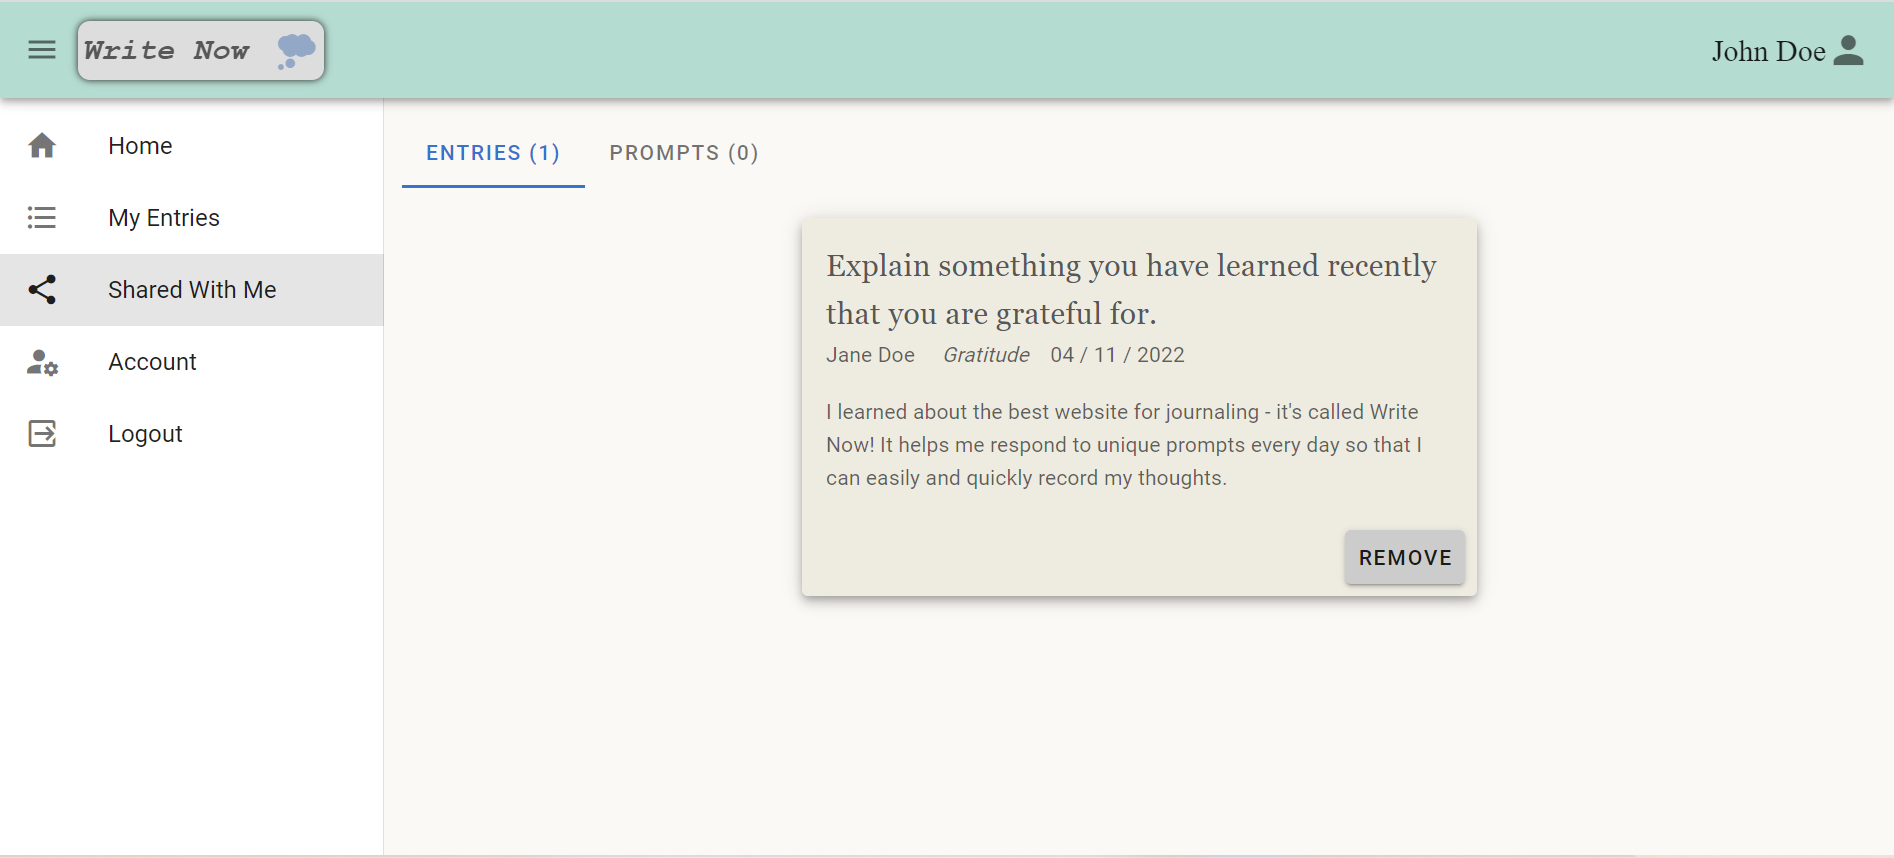 Write Now
John Doe
Home
My Entries
Shared With Me
Account
Logout
ENTRIES (1)
PROMPTS (0)
Explain something you have learned recently
that you are grateful for.
Jane Doe Gratitude 04 / 11 / 2022
I learned about the best website for journaling - it's called Write
Now! It helps me respond to unique prompts every day so that I
can easily and quickly record my thoughts.
REMOVE